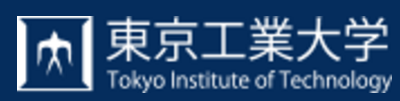 東京工業大学
Tokyo Institute of Technology